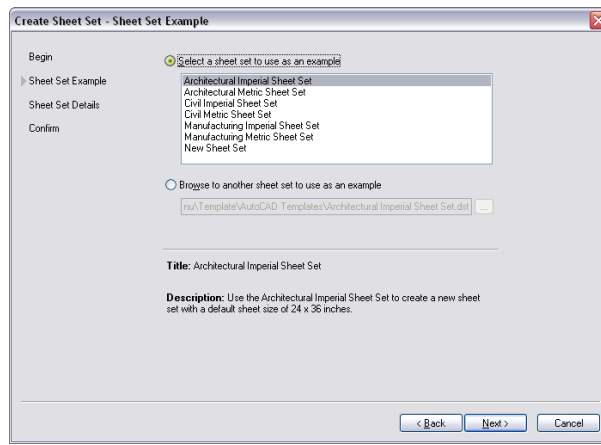 Create Sheet Set - Sheet Set Example
Begin
Sheet Set Example
Sheet Set Details
Confirm
Select a sheet set to use as an example
Architectural Imperial Sheet Set
Architectural Metric Sheet Set
Civil Imperial Sheet Set
Civil Metric Sheet Set
Manufacturing Imperial Sheet Set
Manufacturing Metric Sheet Set
New Sheet Set
Browse to another sheet set to use as an example
nu\Template\AutoCAD Templates\Architectural Imperial Sheet Set.dst
...
Title: Architectural Imperial Sheet Set
Description: Use the Architectural Imperial Sheet Set to create a new sheet
set with a default sheet size of 24 x 36 inches.
< Back
Next >
Cancel